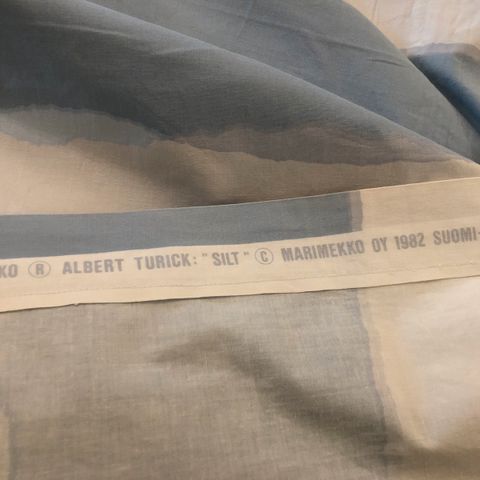 KO ® ALBERT TURICK: "SILT" © MARIMEKKO OY 1982 SUOMI-